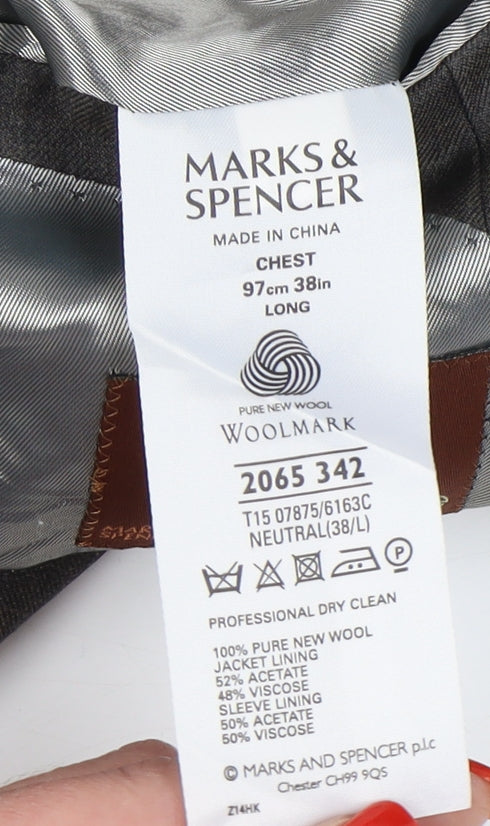 MARKS &
SPENCER
MADE IN CHINA
CHEST
97cm 38in
LONG
PURE NEW WOOL
WOOLMARK
2065 342
T15 07875/6163C
NEUTRAL(38/L)
P
PROFESSIONAL DRY CLEAN
100% PURE NEW WOOL
JACKET LINING
52% ACETATE
48% VISCOSE
SLEEVE LINING
50% ACETATE
50% VISCOSE
© MARKS AND SPENCER p.l.c
Chester CH99 9QS
Z14HK